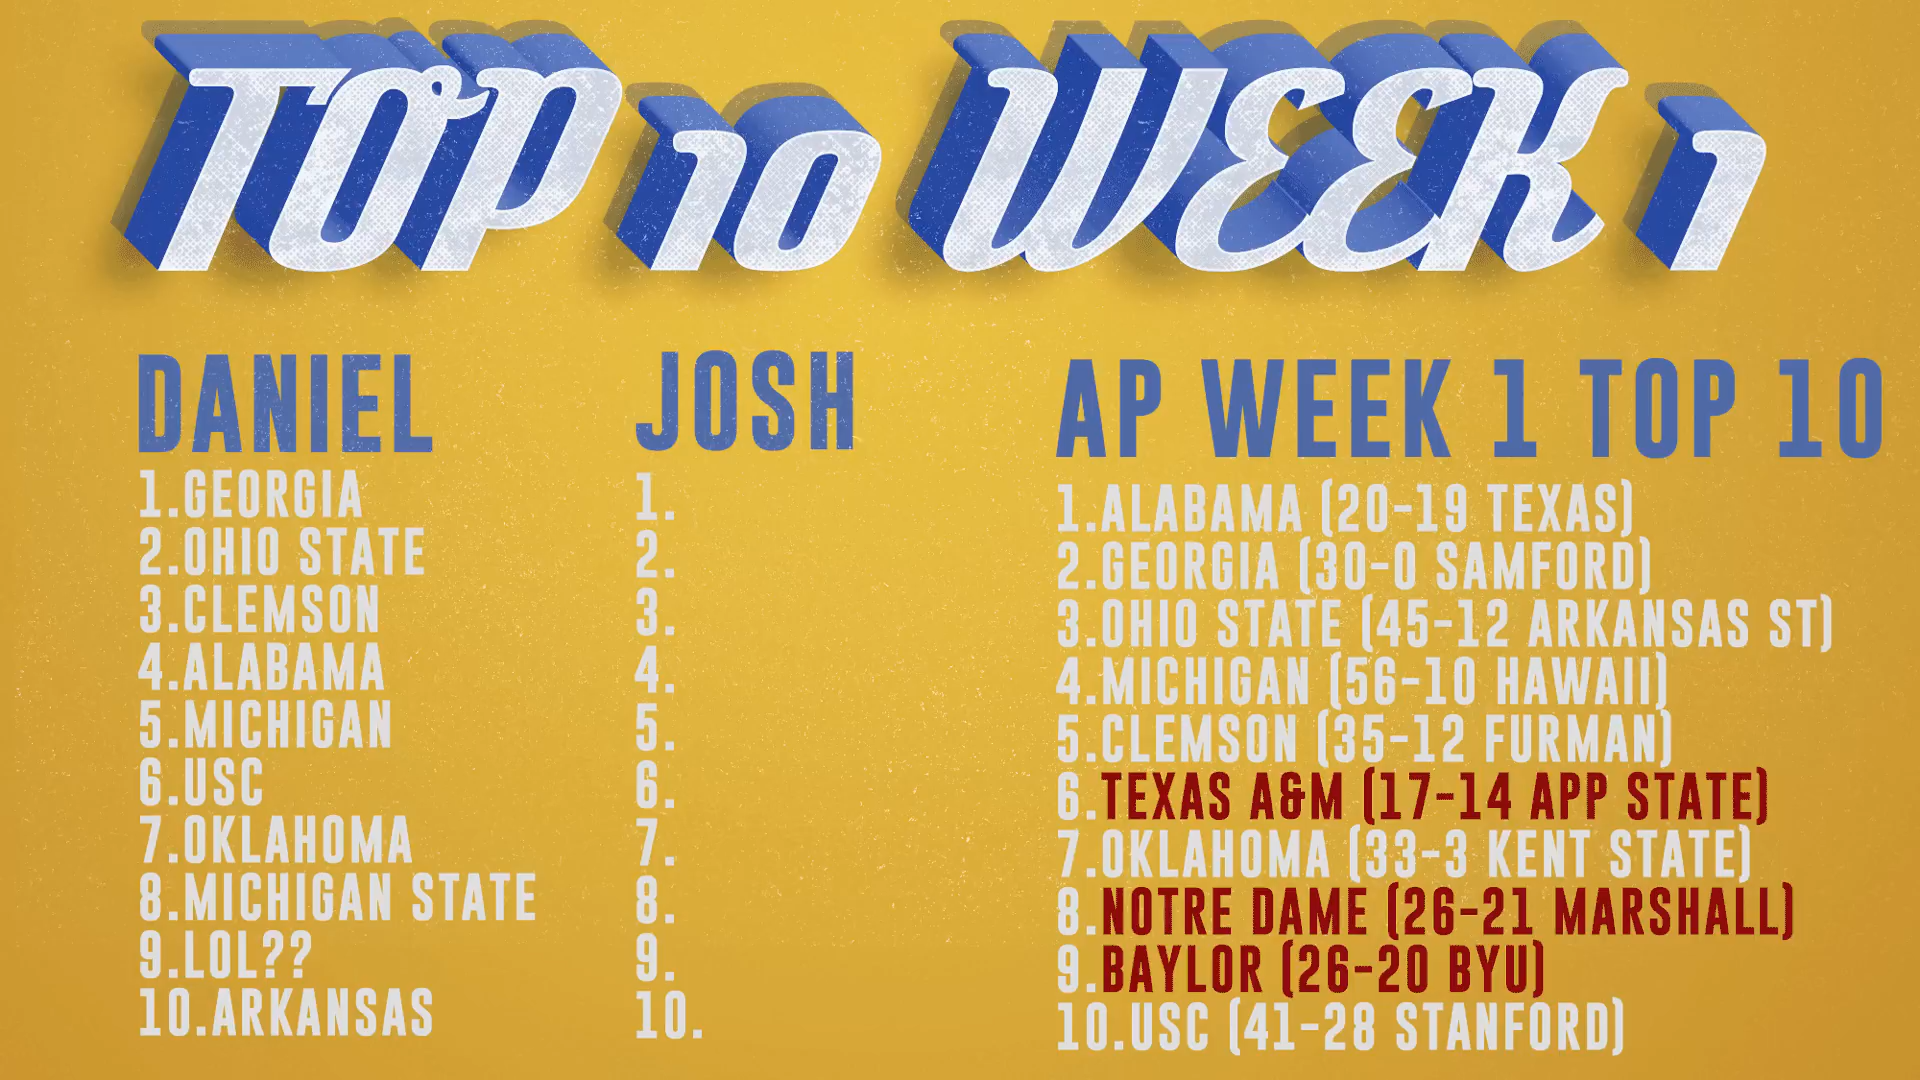 TOP 10 WEEK 1
DANIEL
1.GEORGIA
2.OHIO STATE
3.CLEMSON
4.ALABAMA
5.MICHIGAN
6.USC
7.OKLAHOMA
8.MICHIGAN STATE
9.LOL??
10.ARKANSAS
JOSH
1.
2.
3.
4.
5.
6.
7.
8.
9.
10.
AP WEEK 1 TOP 10
1.ALABAMA (20-19 TEXAS)
2.GEORGIA (30-0 SAMFORD)
3.OHIO STATE (45-12 ARKANSAS ST)
4.MICHIGAN (56-10 HAWAII)
5.CLEMSON (35-12 FURMAN)
6.TEXAS A&M (17-14 APP STATE)
7.OKLAHOMA (33-3 KENT STATE)
8.NOTRE DAME (26-21 MARSHALL)
9.BAYLOR (26-20 BYU)
10.USC (41-28 STANFORD)